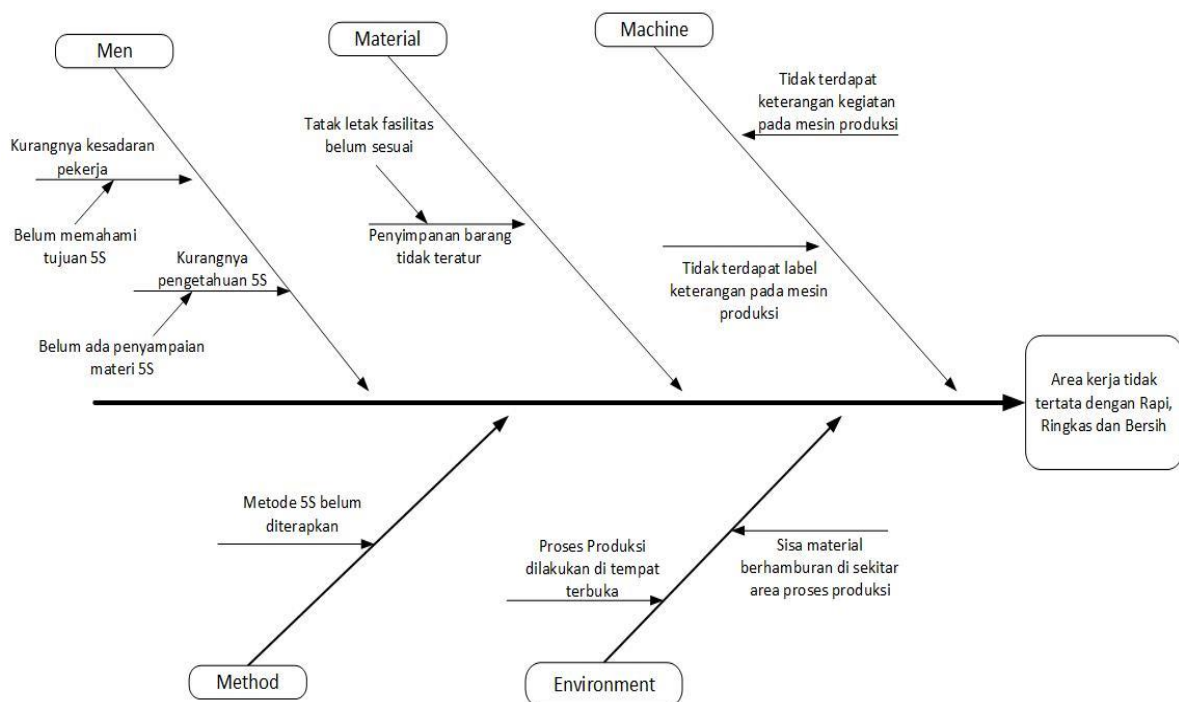 Men
Material
Machine
Tidak terdapat
keterangan kegiatan
pada mesin produksi
Tatak letak fasilitas
belum sesuai
Kurangnya kesadaran
pekerja
Belum memahami
tujuan 5S
Kurangnya
pengetahuan 5S
Belum ada penyampaian
materi 5S
Penyimpanan barang
tidak teratur
Tidak terdapat label
keterangan pada mesin
produksi
Area kerja tidak
tertata dengan Rapi,
Ringkas dan Bersih
Metode 5S belum
diterapkan
Proses Produksi
dilakukan di tempat
terbuka
Sisa material
berhamburan di sekitar
area proses produksi
Method
Environment